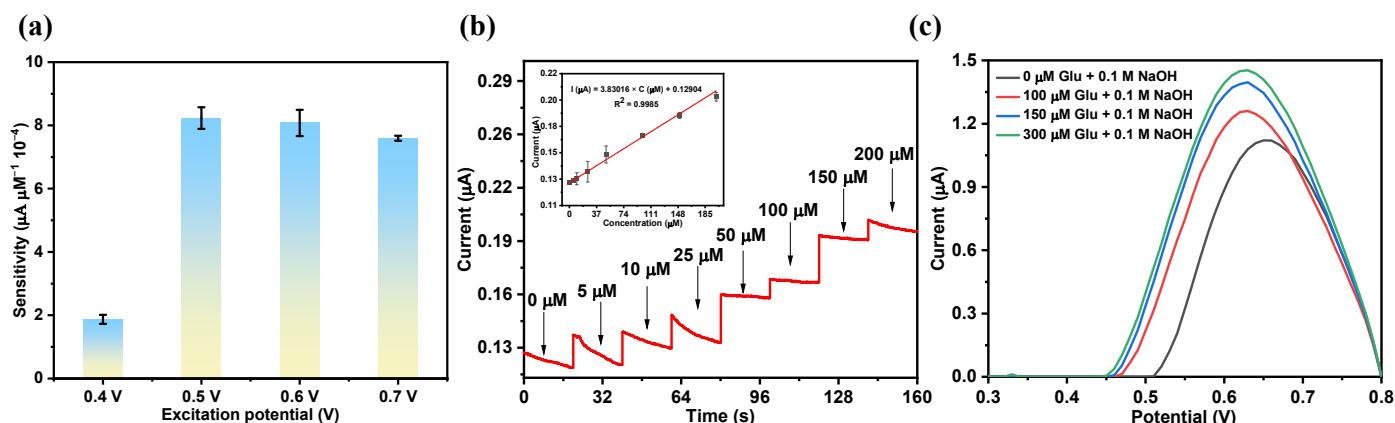 (a)
10
8
6
4
2
0
Sensitivity (μA μM⁻¹ 10⁻⁴)
0.4 V 0.5 V 0.6 V 0.7 V
Excitation potential (V)
(b)
0.29
0.26
0.22
0.19
0.16
0.13
Current (μA)
0 32 64 96 128 160
Time (s)
0 μM
5 μM
10 μM
25 μM
50 μM
100 μM
150 μM
200 μM
0.22
0.20
0.18
0.15
0.13
0.11
Current (μA)
I (μA) = 3.83016 × C (μM) + 0.12904
R² = 0.9985
0 37 74 111 148 185
Concentration (μM)
(c)
1.5
1.2
0.9
0.6
0.3
0.0
Current (μA)
0 μM Glu + 0.1 M NaOH
100 μM Glu + 0.1 M NaOH
150 μM Glu + 0.1 M NaOH
300 μM Glu + 0.1 M NaOH
0.3 0.4 0.5 0.6 0.7 0.8
Potential (V)